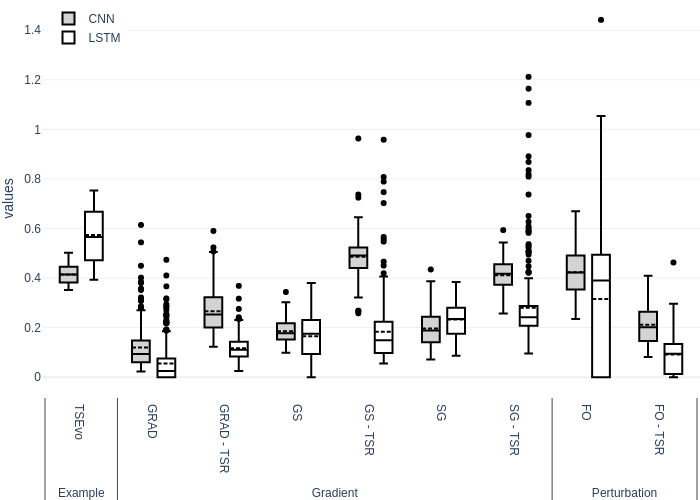 CNN
LSTM
values
1.4
1.2
1
0.8
0.6
0.4
0.2
0
TSEvo
GRAD
GRAD - TSR
GS
GS - TSR
SG
SG - TSR
FO
FO - TSR
Example
Gradient
Perturbation